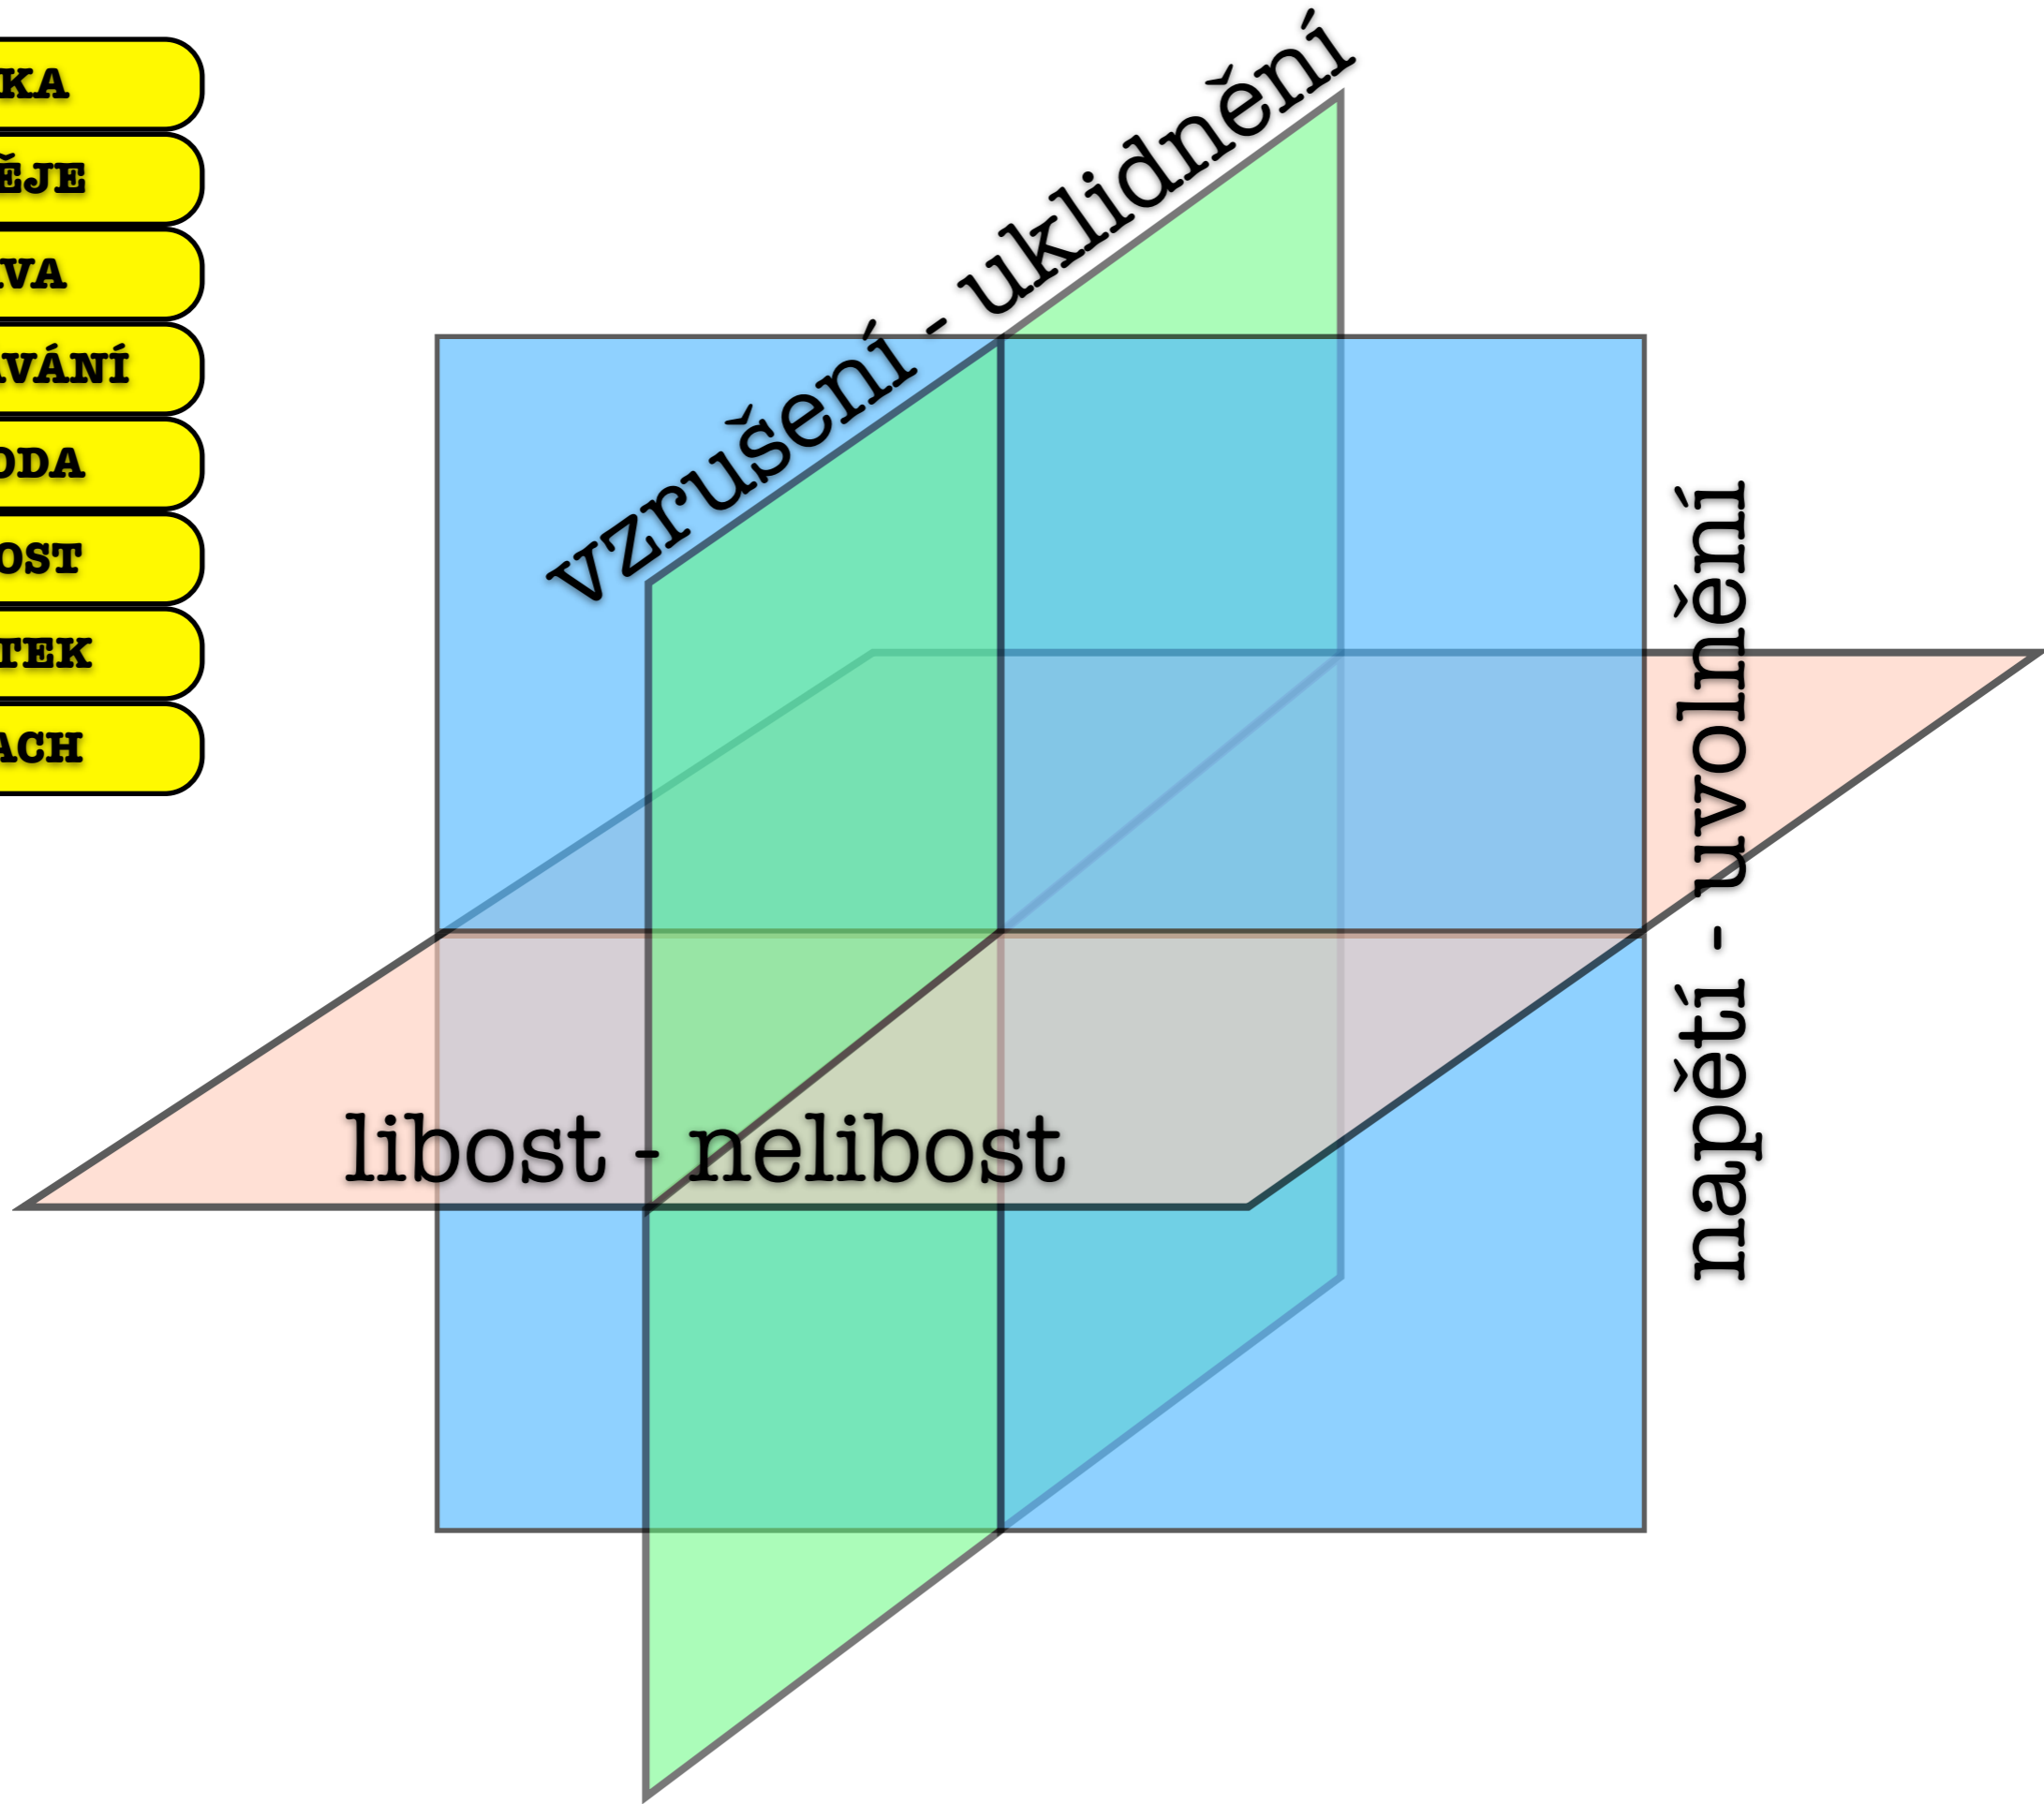 KA
ĚJE
VA
VÁNÍ
ODA
OST
TEK
ACH
vzrušení - uklidnění
napětí - uvolnění
libost - nelibost